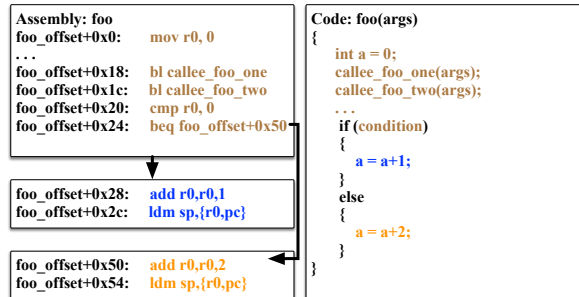 Assembly: foo
foo_offset+0x0: mov r0, 0
. . .
foo_offset+0x18: bl callee_foo_one
foo_offset+0x1c: bl callee_foo_two
foo_offset+0x20: cmp r0, 0
foo_offset+0x24: beq foo_offset+0x50
foo_offset+0x28: add r0,r0,1
foo_offset+0x2c: ldm sp,{r0,pc}
foo_offset+0x50: add r0,r0,2
foo_offset+0x54: ldm sp,{r0,pc}
Code: foo(args)
{
int a = 0;
callee_foo_one(args);
callee_foo_two(args);
. . .
if (condition)
{
a = a+1;
}
else
{
a = a+2;
}
}